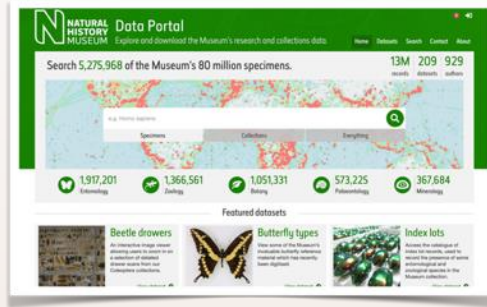 NATURAL
HISTORY
MUSEUM
Data Portal
Explore and download the Museum's research and collections data.
Home Datasets Search Contact About
Search 5,275,968 of the Museum's 80 million specimens.
13M 209 929
records datasets authors
e.g. Homo sapiens
Specimens Collections Everything
1,917,201 1,366,561 1,051,331 573,225 367,684
Entomology Zoology Botany Palaeontology Mineralogy
Featured datasets
Beetle drawers
An interactive image viewer
allowing users to zoom in on
a selection of detailed
drawer scans from our
Coleoptera collections.
Butterfly types
View some of the Museum's
invaluable butterfly reference
material which has recently
been digitised.
Index lots
Access the catalogue of
index lot records, used to
record the presence of some
entomological and
zoological species in the
Museum collection.